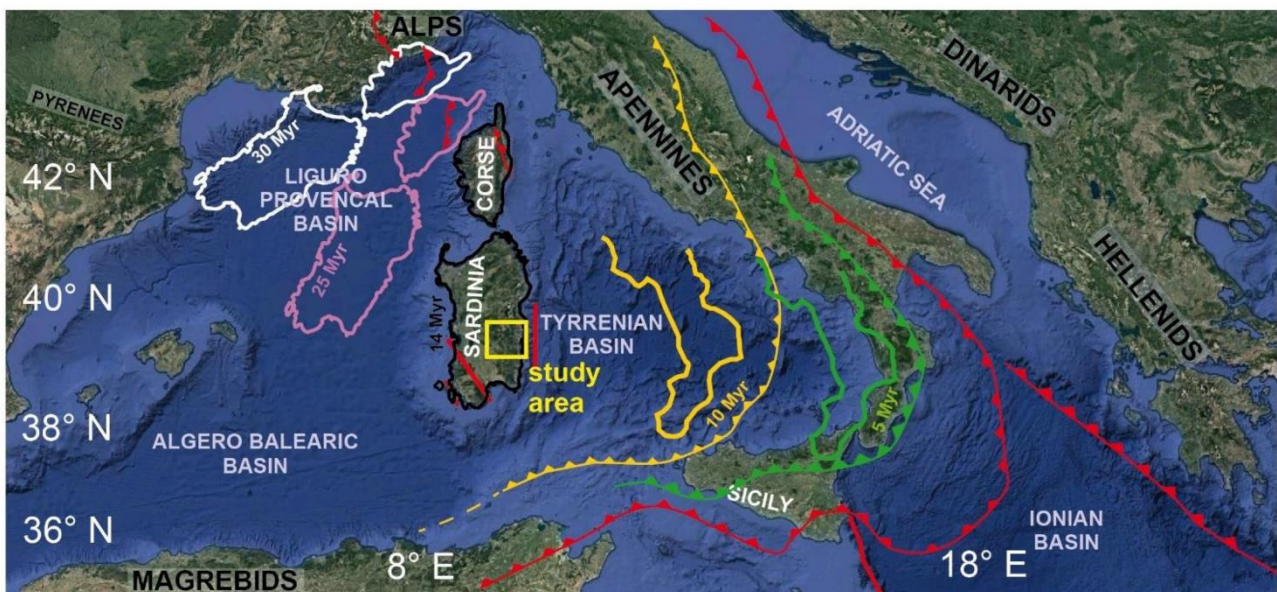 ALPS
DINARIDS
APENNINES
PYRENEES
ADRIATIC SEA
30 Myr
CORSE
42° N
LIGURO
PROVENCAL
BASIN
HELLENIDS
25 Myr
SARDINIA
40° N
14 Myr
TYRRENIAN
BASIN
study
area
10 Myr
5 Myr
38° N
ALGERO BALEARIC
BASIN
SICILY
36° N
IONIAN
BASIN
8° E
18° E
MAGREBIDS